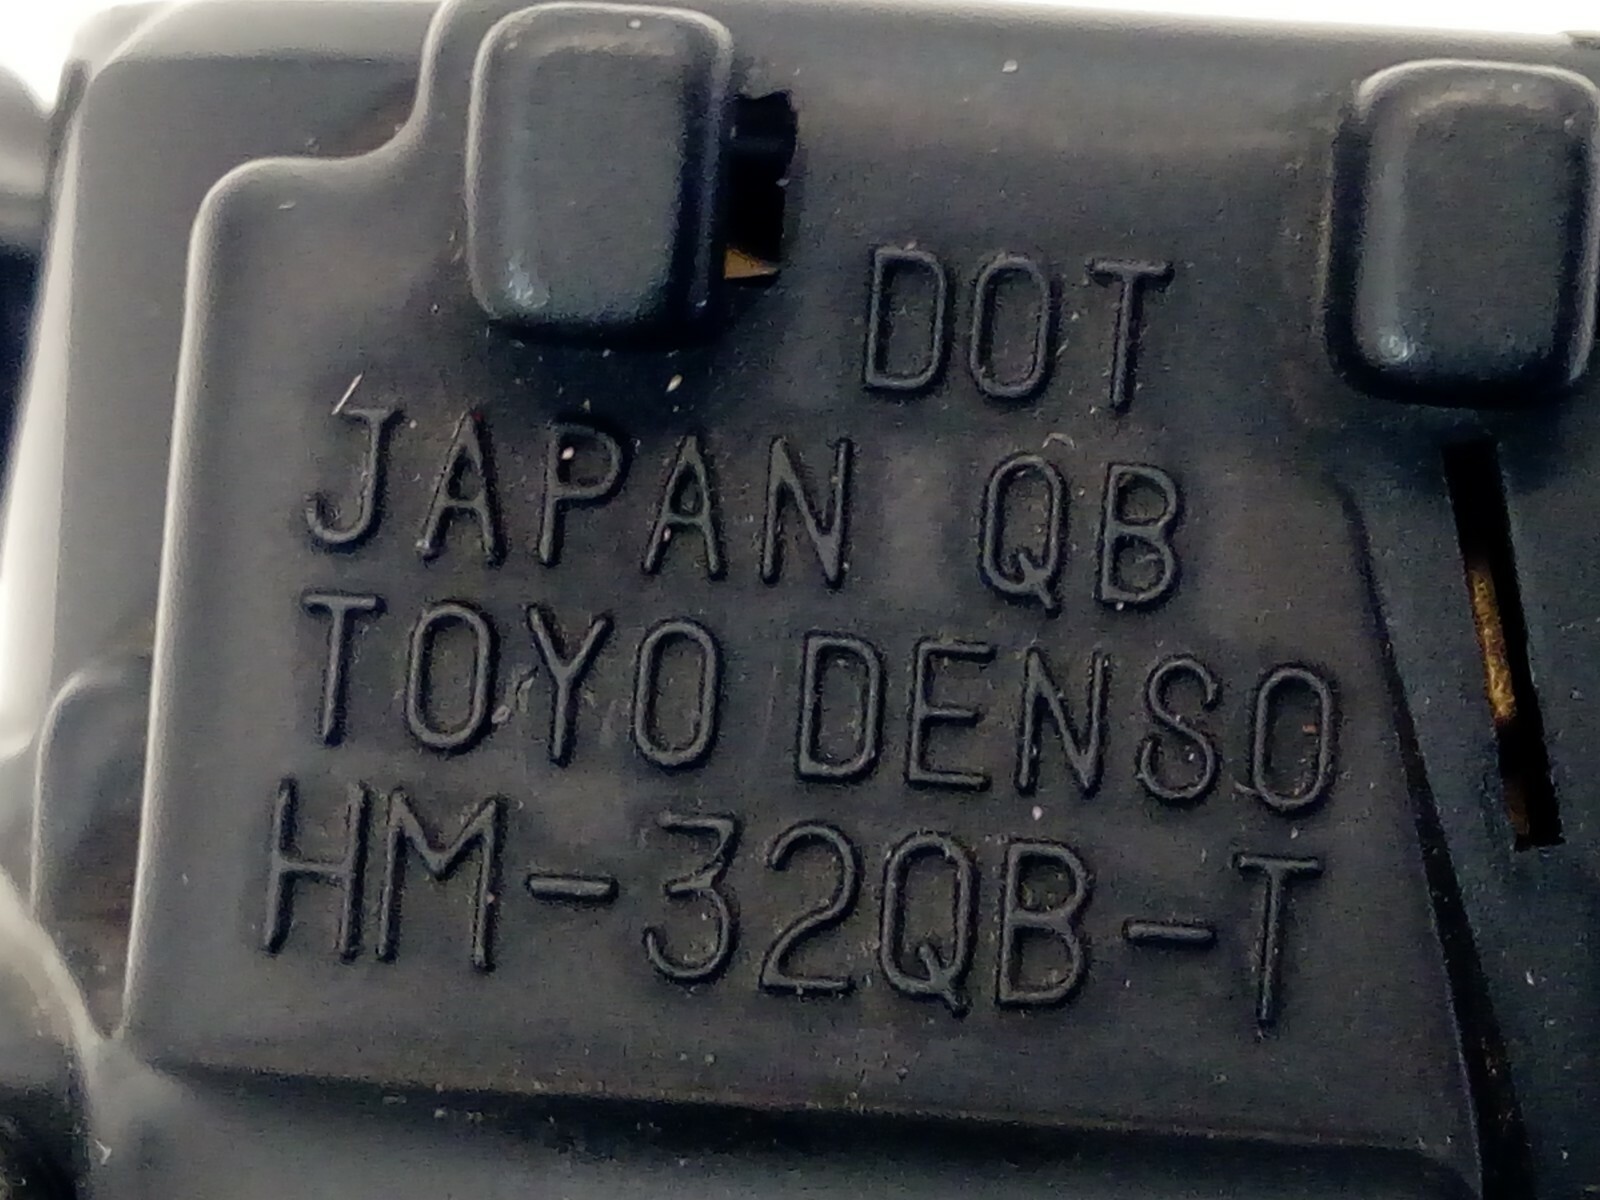 DOT
JAPAN QB
TOYO DENSO
HM-32QB-T